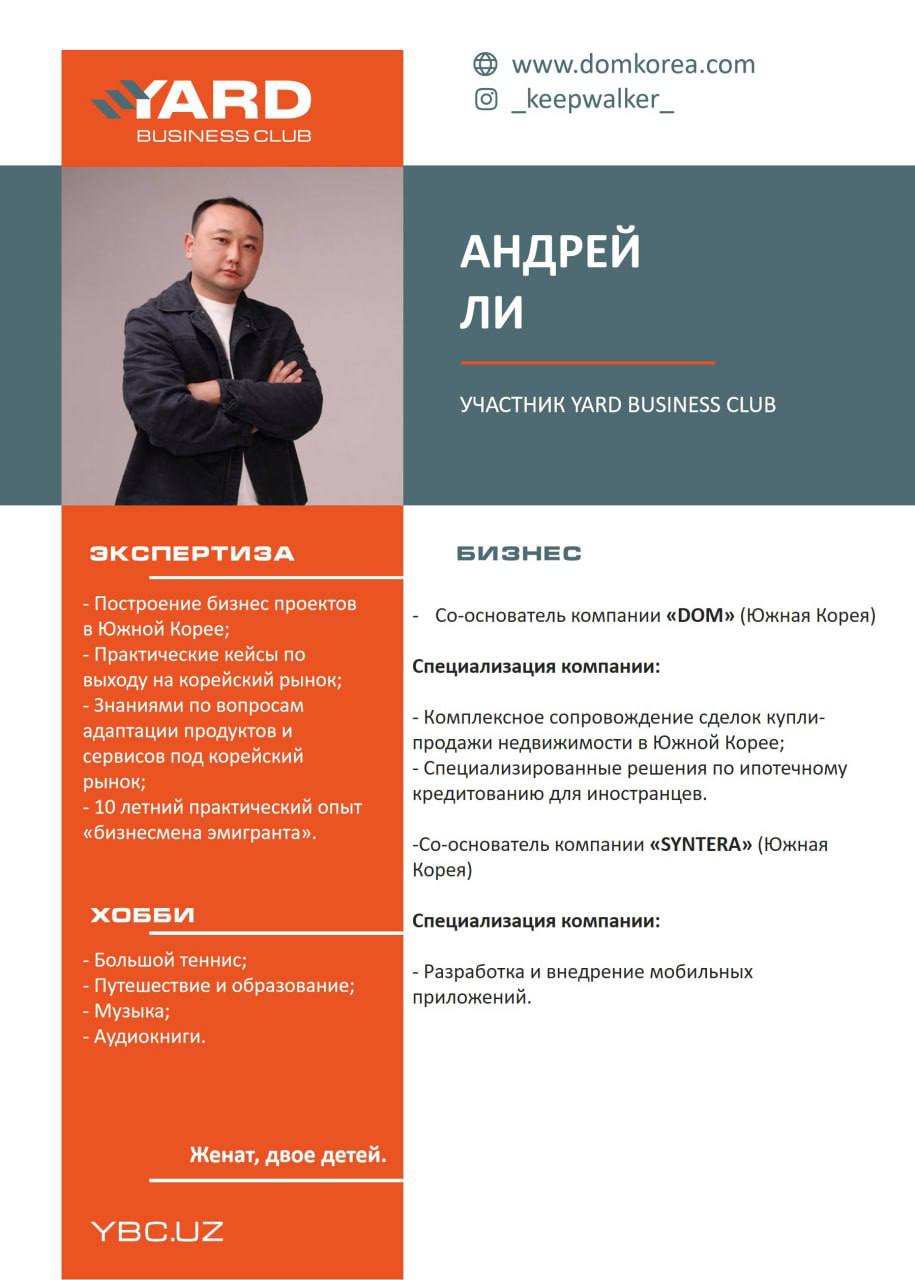 YARD
BUSINESS CLUB
www.domkorea.com
_keepwalker_
АНДРЕЙ
ЛИ
УЧАСТНИК YARD BUSINESS CLUB
ЭКСПЕРТИЗА
- Построение бизнес проектов
в Южной Корее;
- Практические кейсы по
выходу на корейский рынок;
- Знаниями по вопросам
адаптации продуктов и
сервисов под корейский
рынок;
- 10 летний практический опыт
«бизнесмена эмигранта».
ХОББИ
- Большой теннис;
- Путешествие и образование;
- Музыка;
- Аудиокниги.
Женат, двое детей.
YBC.UZ
БИЗНЕС
- Со-основатель компании «DOM» (Южная Корея)
Специализация компании:
- Комплексное сопровождение сделок купли-
продажи недвижимости в Южной Корее;
- Специализированные решения по ипотечному
кредитованию для иностранцев.
-Со-основатель компании «SYNTERA» (Южная
Корея)
Специализация компании:
- Разработка и внедрение мобильных
приложений.